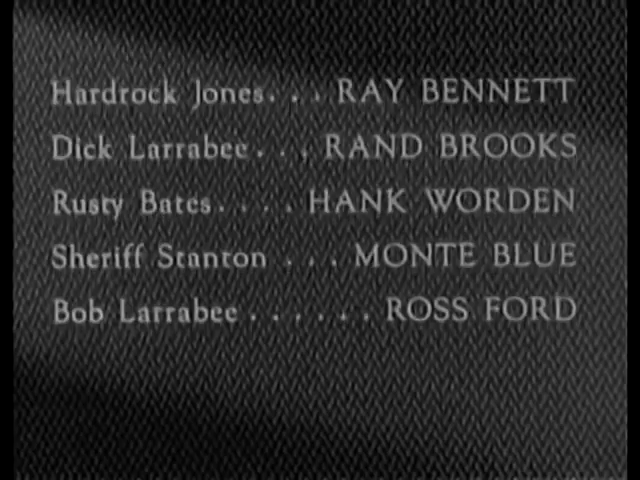 Hardrock Jones. . . RAY BENNETT
Dick Larrabee. . . RAND BROOKS
Rusty Bates. . . . HANK WORDEN
Sheriff Stanton . . . MONTE BLUE
Bob Larrabee . . . . . . ROSS FORD